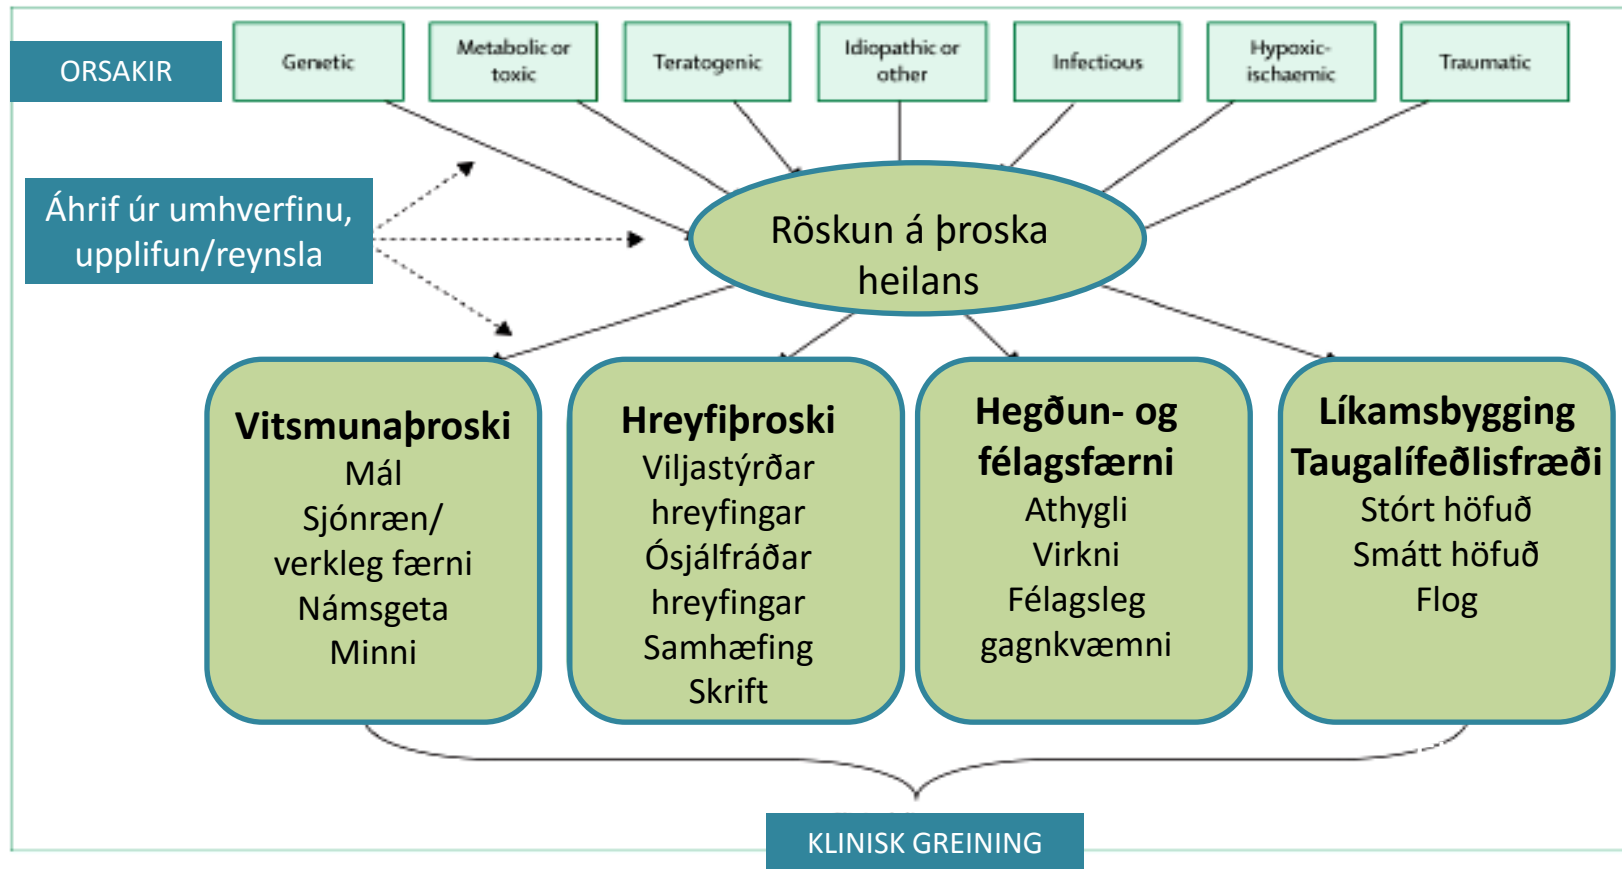 ORSAKIR
Genetic
Metabolic or
toxic
Teratogenic
Idiopathic or
other
Infectious
Hypoxic-
ischaemic
Traumatic
Áhrif úr umhverfinu,
upplifun/reynsla
Röskun á þroska
heilans
Vitsmunaþroski
Mál
Sjónræn/
verkleg færni
Námsgeta
Minni
Hreyfiþroski
Viljastýrðar
hreyfingar
Ósjálfráðar
hreyfingar
Samhæfing
Skrift
Hegðun- og
félagsfærni
Athygli
Virkni
Félagsleg
gagnkvæmni
Líkamsbygging
Taugalífeðlisfræði
Stórt höfuð
Smátt höfuð
Flog
KLINISK GREINING